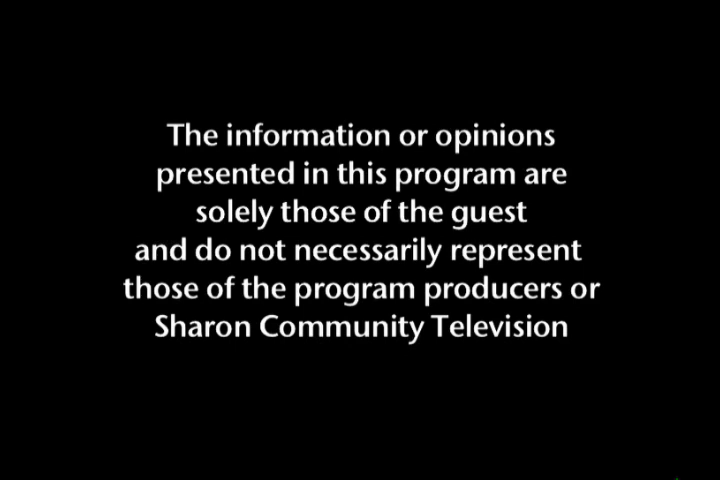 The information or opinions
presented in this program are
solely those of the guest
and do not necessarily represent
those of the program producers or
Sharon Community Television